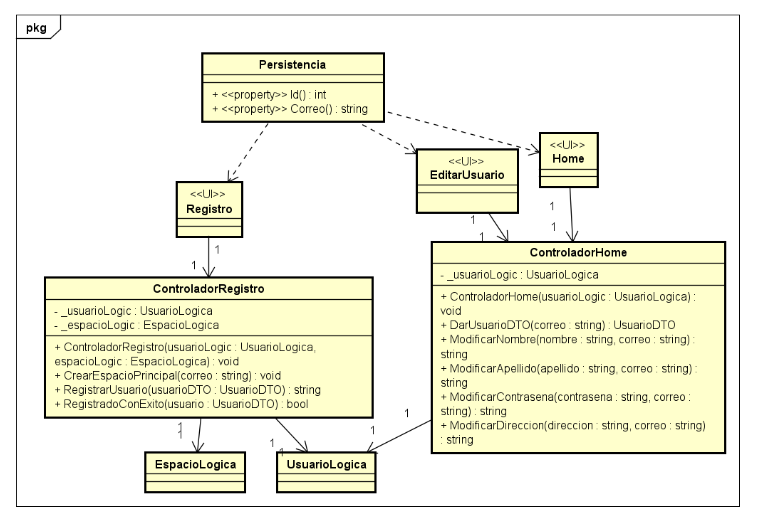 pkg
Persistencia
+ <<property>> Id() : int
+ <<property>> Correo() : string
<<UI>>
Home
<<UI>>
EditarUsuario
<<UI>>
Registro
1
1
1
1
1
1
ControladorHome
- _usuarioLogic : UsuarioLogica
+ ControladorHome(usuarioLogic : UsuarioLogica) :
void
+ DarUsuarioDTO(correo : string) : UsuarioDTO
+ ModificarNombre(nombre : string, correo : string) :
string
+ ModificarApellido(apellido : string, correo : string) :
string
+ ModificarContrasena(contrasena : string, correo :
string) : string
+ ModificarDireccion(direccion : string, correo : string)
: string
ControladorRegistro
- _usuarioLogic : UsuarioLogica
- _espacioLogic : EspacioLogica
+ ControladorRegistro(usuarioLogic : UsuarioLogica,
espacioLogic : EspacioLogica) : void
+ CrearEspacioPrincipal(correo : string) : void
+ RegistrarUsuario(usuarioDTO : UsuarioDTO) : string
+ RegistradoConExito(usuario : UsuarioDTO) : bool
1
1
1
1
1
1
EspacioLogica
UsuarioLogica